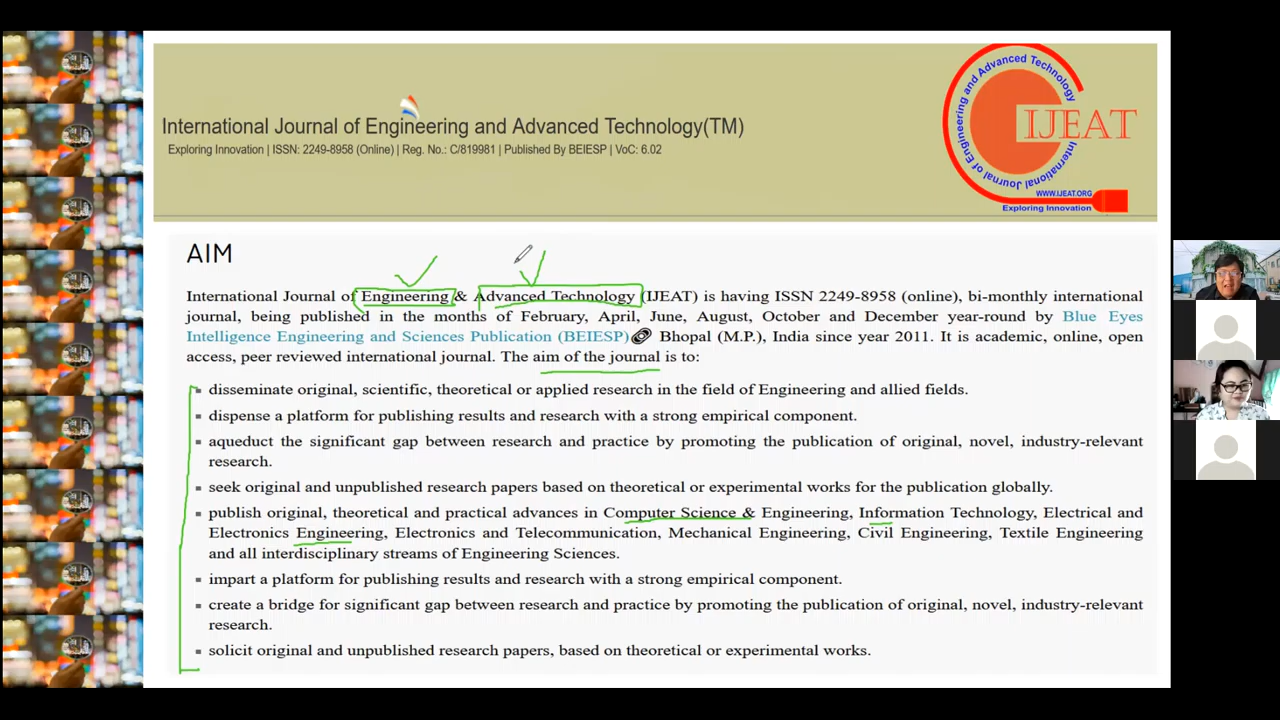 International Journal of Engineering and Advanced Technology(TM)
Exploring Innovation | ISSN: 2249-8958 (Online) | Reg. No.: C/819981 | Published By BEIESP | VoC: 6.02
International Journal of Engineering and Advanced Technology
IJEAT
WWW.IJEAT.ORG
Exploring Innovation
AIM
International Journal of Engineering & Advanced Technology (IJEAT) is having ISSN 2249-8958 (online), bi-monthly international
journal, being published in the months of February, April, June, August, October and December year-round by Blue Eyes
Intelligence Engineering and Sciences Publication (BEIESP) Bhopal (M.P.), India since year 2011. It is academic, online, open
access, peer reviewed international journal. The aim of the journal is to:
disseminate original, scientific, theoretical or applied research in the field of Engineering and allied fields.
dispense a platform for publishing results and research with a strong empirical component.
aqueduct the significant gap between research and practice by promoting the publication of original, novel, industry-relevant
research.
seek original and unpublished research papers based on theoretical or experimental works for the publication globally.
publish original, theoretical and practical advances in Computer Science & Engineering, Information Technology, Electrical and
Electronics Engineering, Electronics and Telecommunication, Mechanical Engineering, Civil Engineering, Textile Engineering
and all interdisciplinary streams of Engineering Sciences.
impart a platform for publishing results and research with a strong empirical component.
create a bridge for significant gap between research and practice by promoting the publication of original, novel, industry-relevant
research.
solicit original and unpublished research papers, based on theoretical or experimental works.